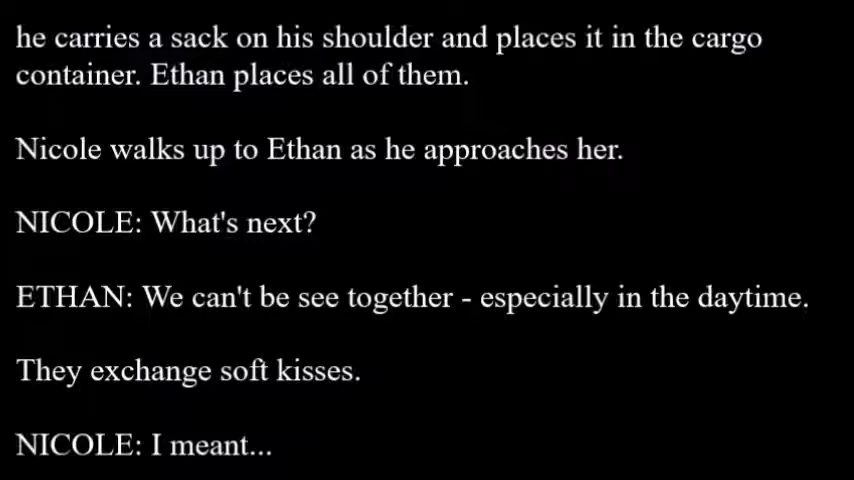 he carries a sack on his shoulder and places it in the cargo
container. Ethan places all of them.
Nicole walks up to Ethan as he approaches her.
NICOLE: What's next?
ETHAN: We can't be see together - especially in the daytime.
They exchange soft kisses.
NICOLE: I meant...